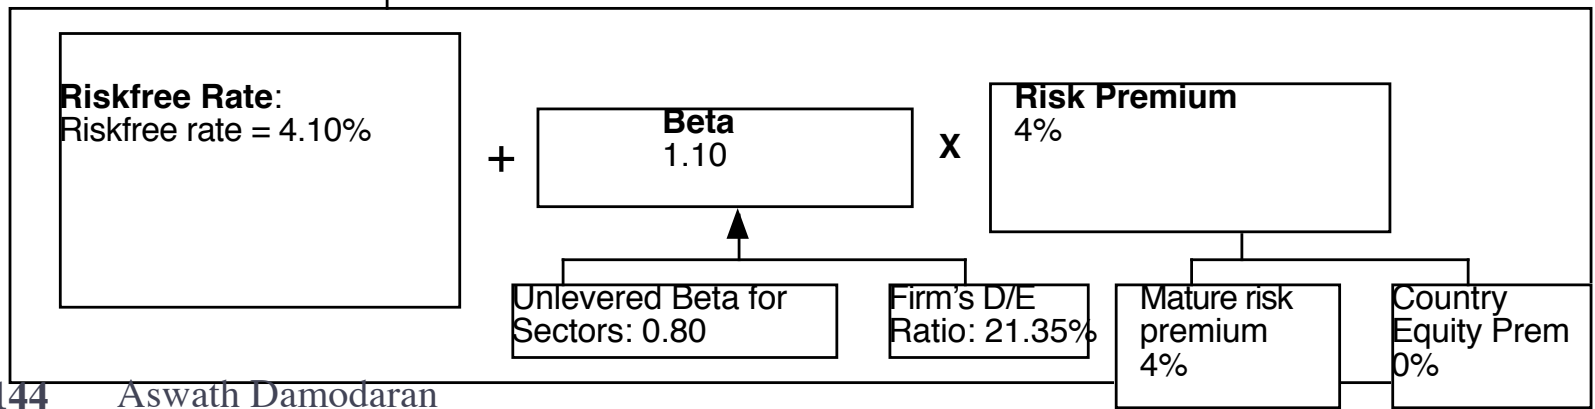 Riskfree Rate:
Riskfree rate = 4.10%
+
Beta
1.10
X
Risk Premium
4%
Unlevered Beta for
Sectors: 0.80
Firm's D/E
Ratio: 21.35%
Mature risk
premium
4%
Country
Equity Prem
0%
144 Aswath Damodaran